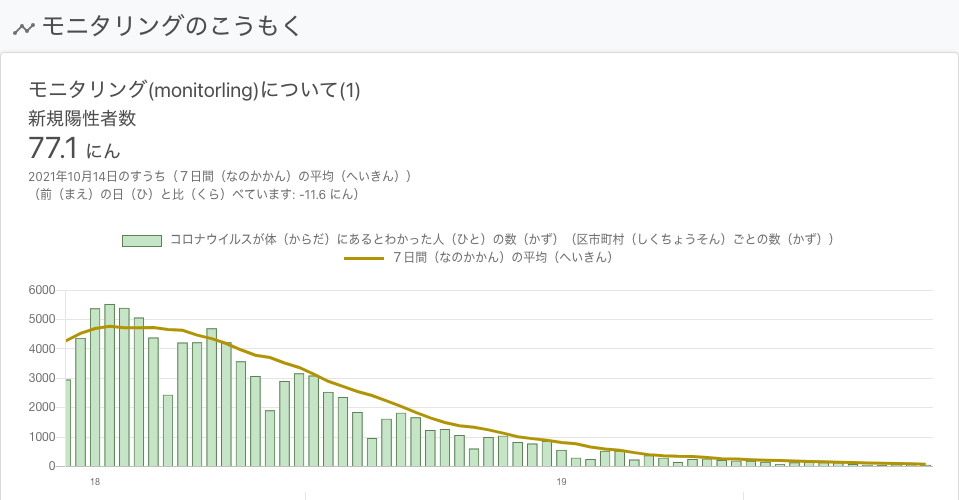 モニタリングのこうもく
モニタリング(monitorling)について(1)
新規陽性者数
77.1 にん
2021年10月14日のすうち（７日間（なのかかん）の平均（へいきん））
（前（まえ）の日（ひ）と比（くら）べています: -11.6 にん）
コロナウイルスが体（からだ）にあるとわかった人（ひと）の数（かず）（区市町村（しくちょうそん）ごとの数（かず））
７日間（なのかかん）の平均（へいきん）
6000
5000
4000
3000
2000
1000
0
18
19